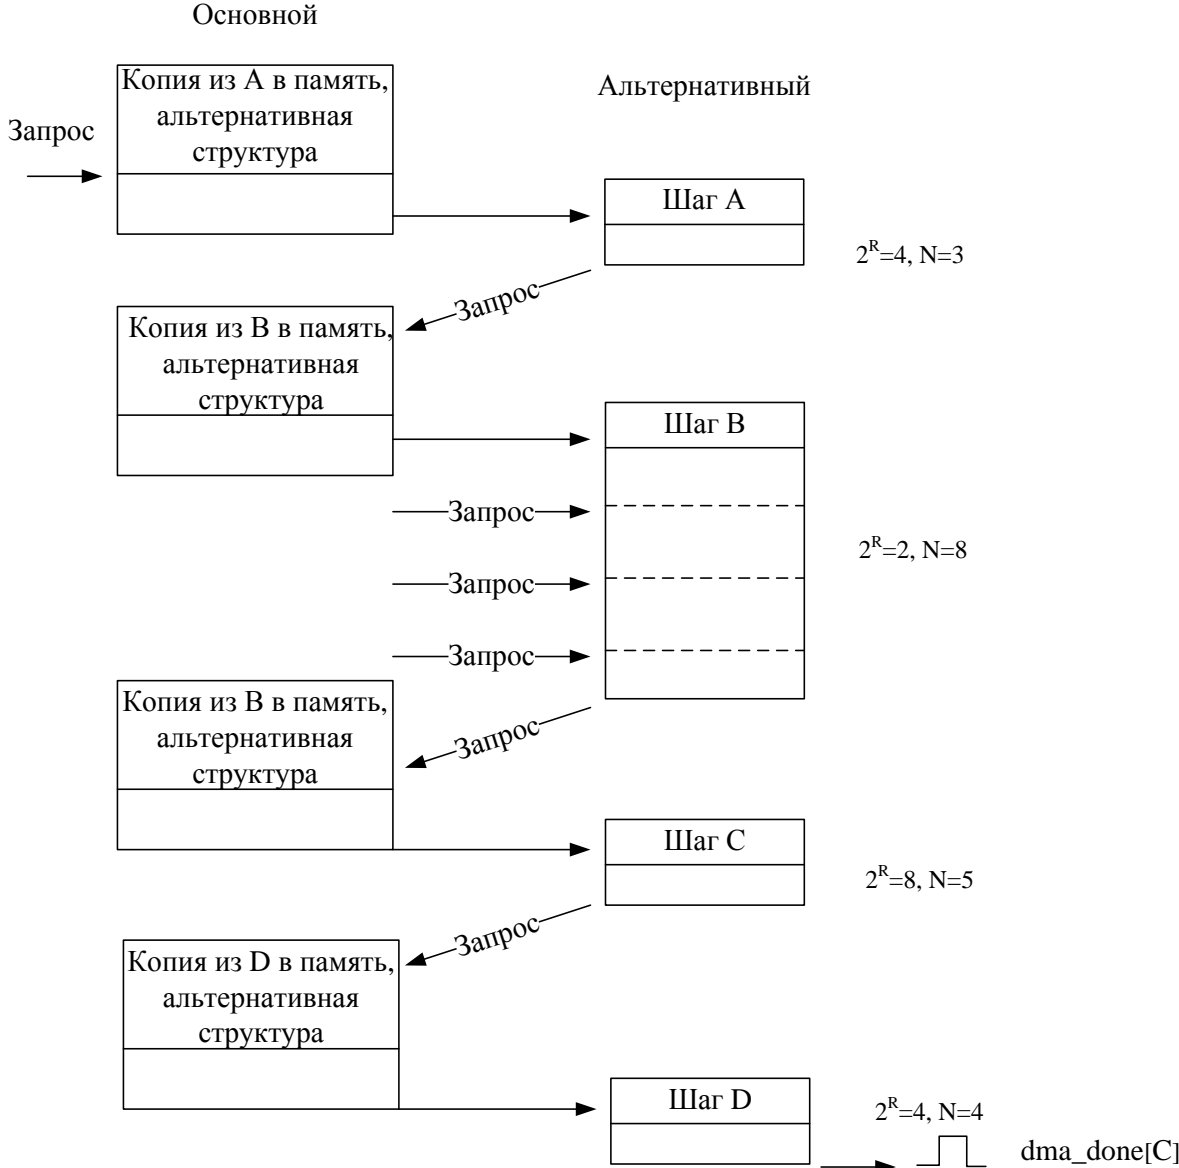 Основной
Копия из A в память,
альтернативная
структура
Альтернативный
Запрос
Шаг A
2^R=4, N=3
Запрос
Копия из B в память,
альтернативная
структура
Шаг B
Запрос
2^R=2, N=8
Запрос
Запрос
Копия из B в память,
альтернативная
структура
Запрос
Шаг C
2^R=8, N=5
Запрос
Копия из D в память,
альтернативная
структура
Шаг D
2^R=4, N=4
dma_done[C]